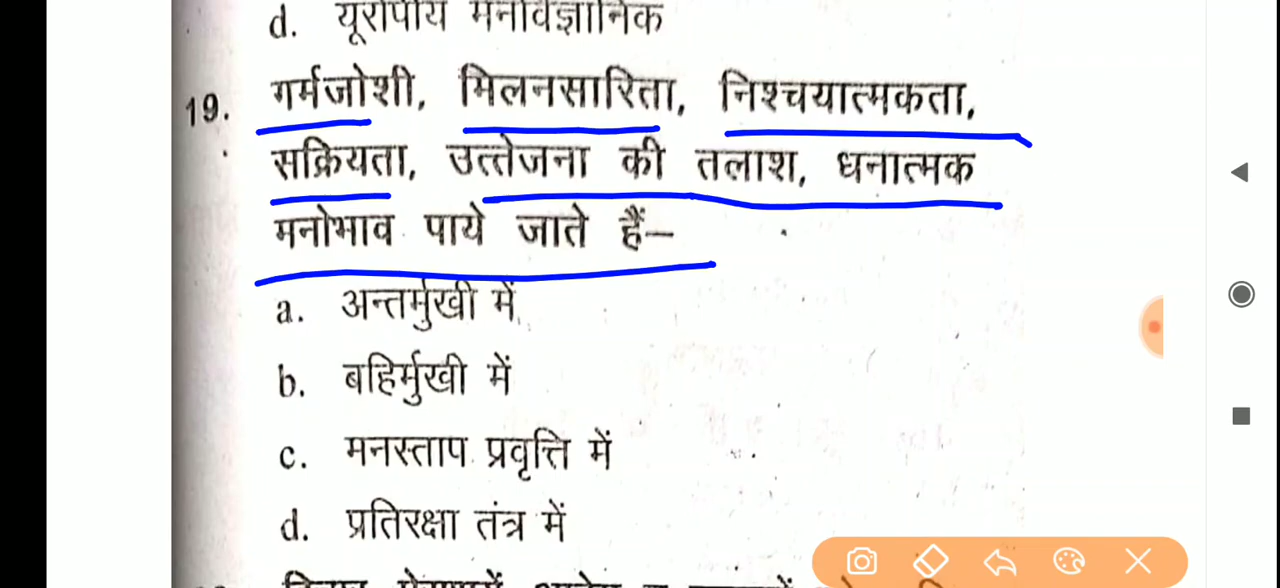 d. यूरोपीय मनोवैज्ञानिक
19. गर्मजोशी, मिलनसारिता, निश्चयात्मकता,
सक्रियता, उत्तेजना की तलाश, धनात्मक
मनोभाव पाये जाते हैं–
a. अन्तर्मुखी में
b. बहिर्मुखी में
c. मनस्ताप प्रवृत्ति में
d. प्रतिरक्षा तंत्र में